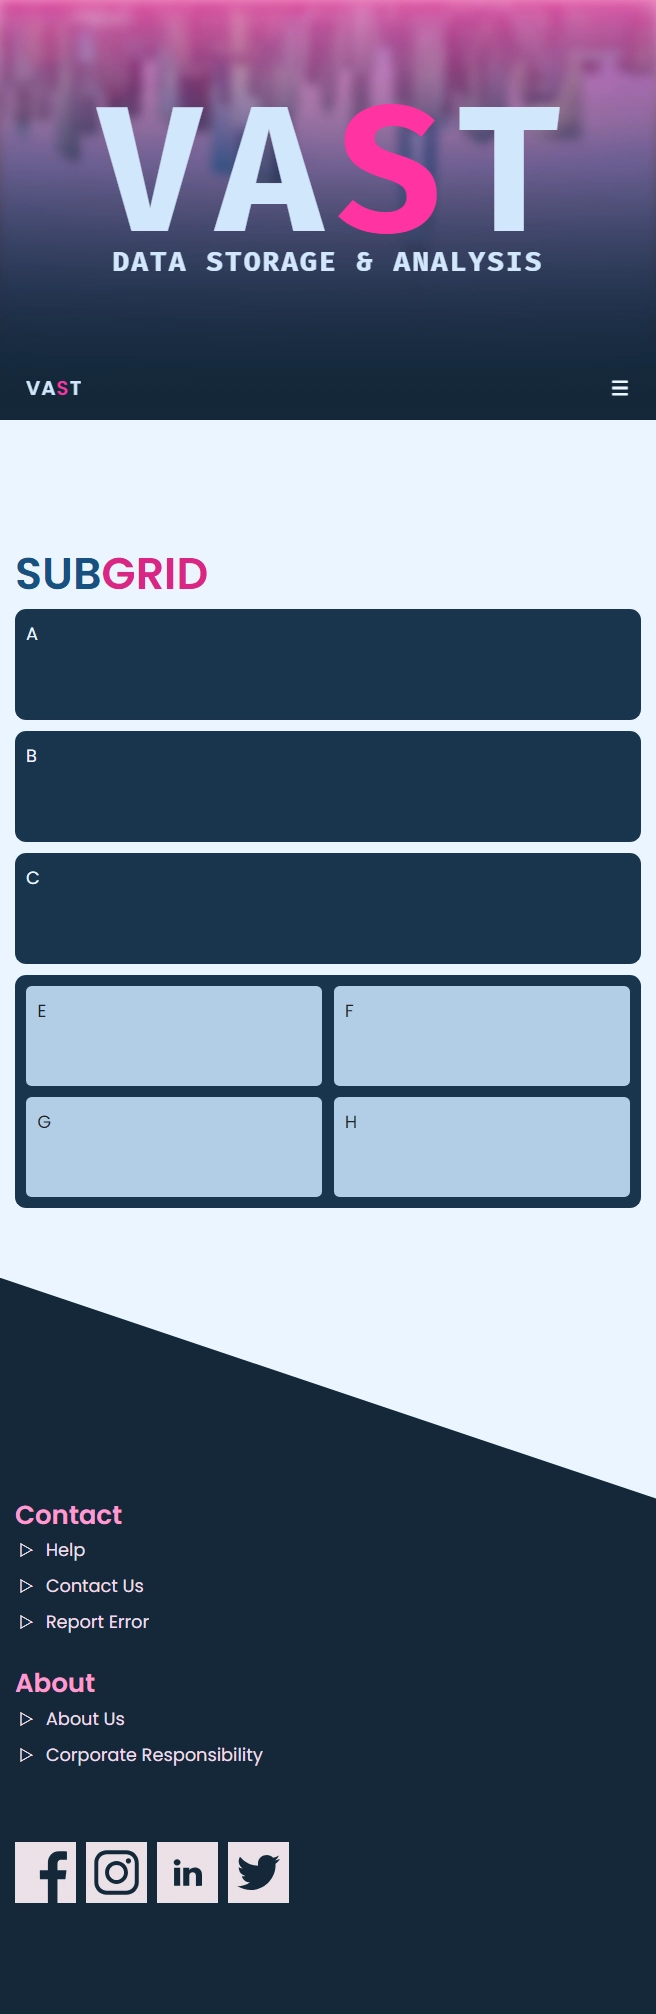 VAST
DATA STORAGE & ANALYSIS
VAST
SUBGRID
A
B
C
E
F
G
H
Contact
Help
Contact Us
Report Error
About
About Us
Corporate Responsibility
f
in